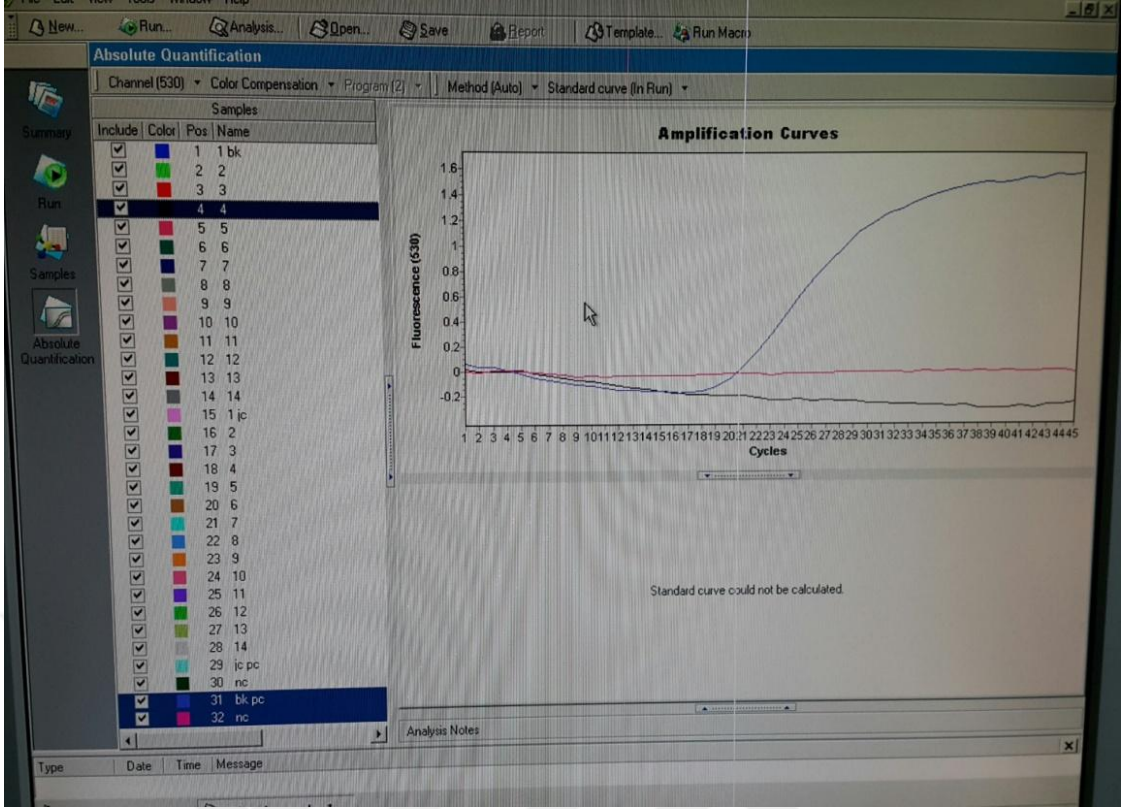 File Edit View Tools Window Help
New... Run... Analysis... Open... Save Report Template... Run Macro
Absolute Quantification
Channel (530) Color Compensation Program (2) Method (Auto) Standard curve (In Run)
Summary
Run
Samples
Absolute
Quantification
Samples
Include Color Pos Name
1 1 bk
2 2
3 3
4 4
5 5
6 6
7 7
8 8
9 9
10 10
11 11
12 12
13 13
14 14
15 1 jc
16 2
17 3
18 4
19 5
20 6
21 7
22 8
23 9
24 10
25 11
26 12
27 13
28 14
29 jc pc
30 nc
31 bk pc
32 nc
Amplification Curves
Fluorescence (530)
1.6
1.4
1.2
1
0.8
0.6
0.4
0.2
0
-0.2
1 2 3 4 5 6 7 8 9 10 11 12 13 14 15 16 17 18 19 20 21 22 23 24 25 26 27 28 29 30 31 32 33 34 35 36 37 38 39 40 41 42 43 44 45
Cycles
Standard curve could not be calculated.
Analysis Notes
Type Date Time Message